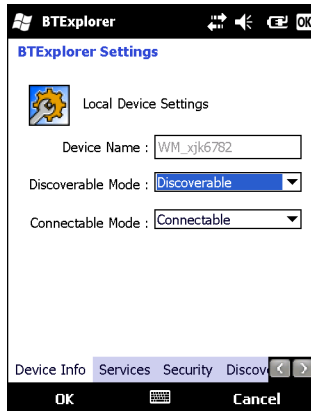 BTExplorer OK
BTExplorer Settings
Local Device Settings
Device Name : WM_xjk6782
Discoverable Mode : Discoverable
Connectable Mode : Connectable
Device Info Services Security Discov
OK Cancel